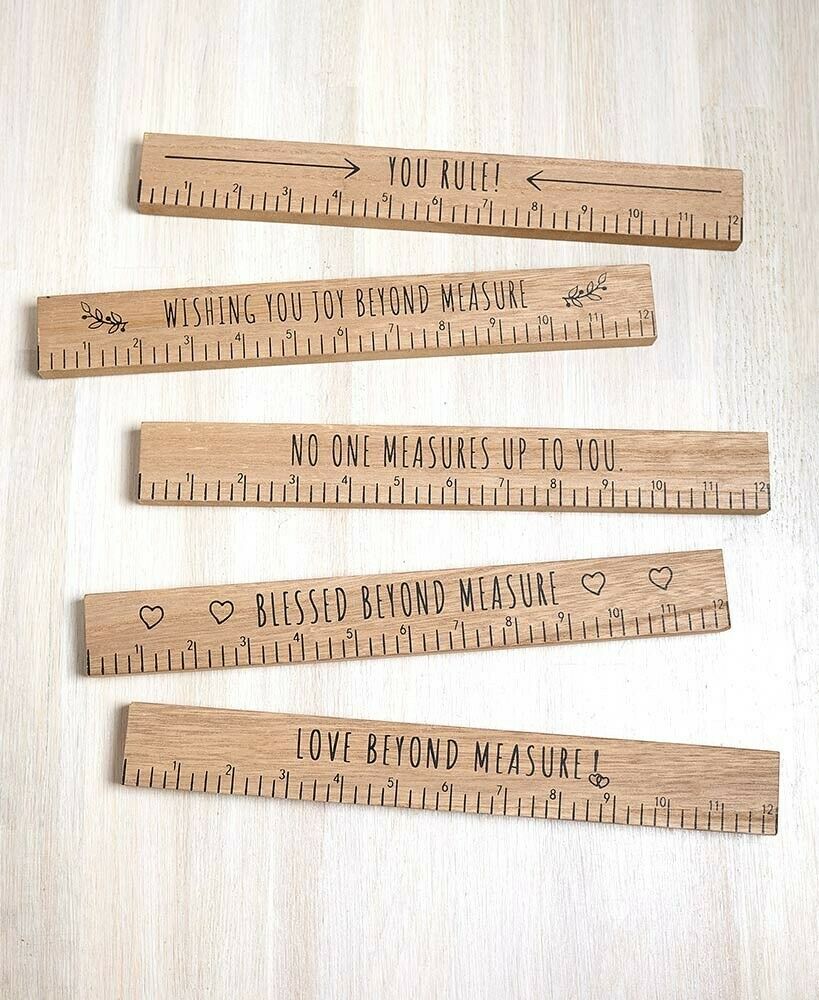 YOU RULE!
1 2 3 4 5 6 7 8 9 10 11 12
WISHING YOU JOY BEYOND MEASURE
1 2 3 4 5 6 7 8 9 10 11 12
NO ONE MEASURES UP TO YOU.
1 2 3 4 5 6 7 8 9 10 11 12
BLESSED BEYOND MEASURE
1 2 3 4 5 6 7 8 9 10 11 12
LOVE BEYOND MEASURE!
1 2 3 4 5 6 7 8 9 10 11 12